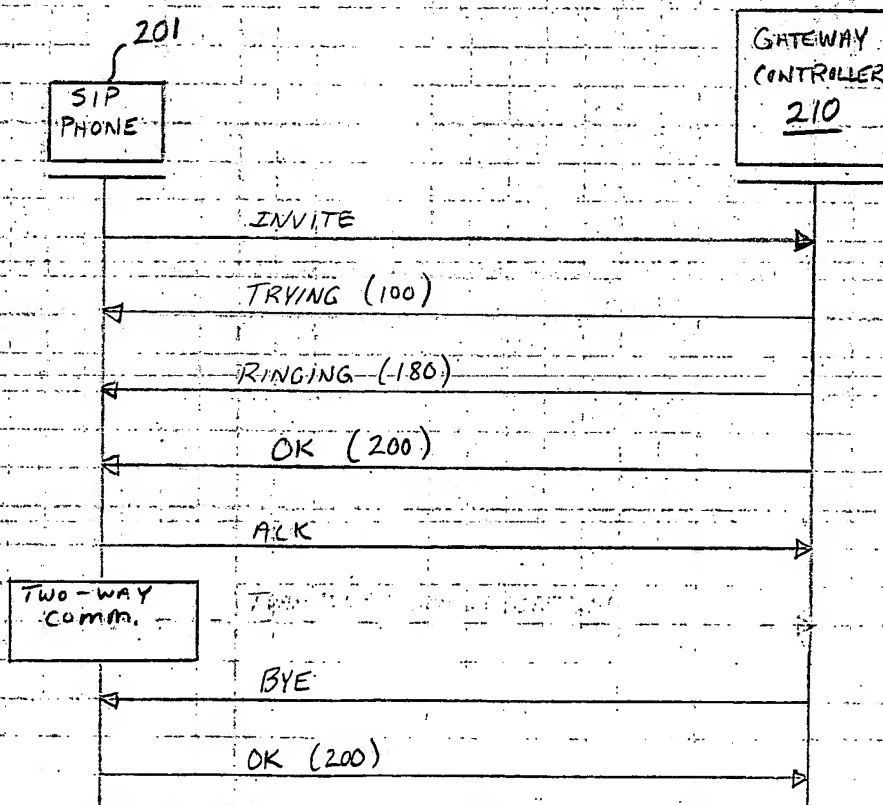 201
SIP
PHONE
GATEWAY
CONTROLLER
210
INVITE
TRYING (100)
RINGING (180)
OK (200)
ACK
TWO-WAY
COMM.
BYE
OK (200)